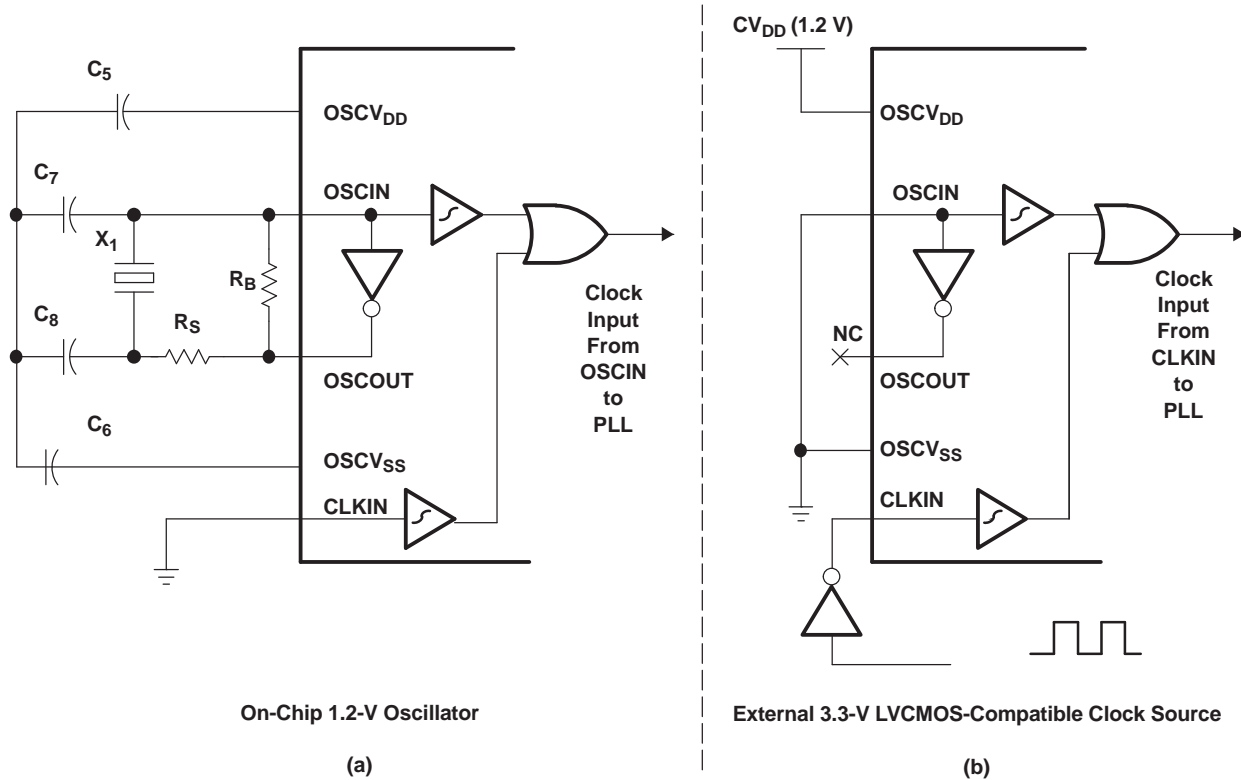 C5
OSCVDD
C7
OSCIN
X1
RB
C8
RS
OSCOUT
C6
OSCVSS
CLKIN
Clock
Input
From
OSCIN
to
PLL
On-Chip 1.2-V Oscillator
(a)
CVDD (1.2 V)
OSCVDD
OSCIN
NC
OSCOUT
OSCVSS
CLKIN
Clock
Input
From
CLKIN
to
PLL
External 3.3-V LVCMOS-Compatible Clock Source
(b)